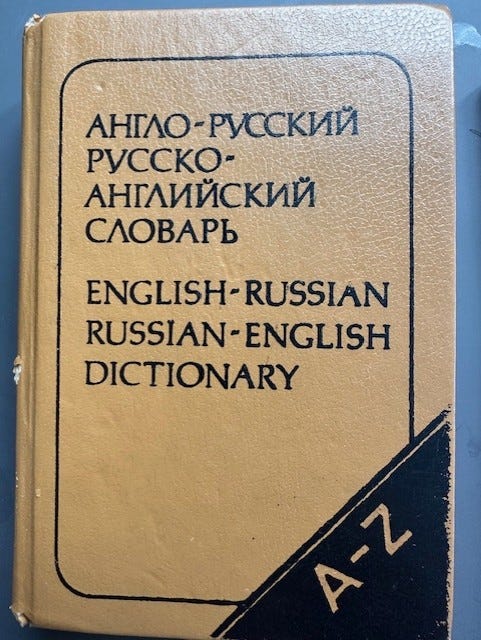 АНГЛО-РУССКИЙ
РУССКО-
АНГЛИЙСКИЙ
СЛОВАРЬ
ENGLISH-RUSSIAN
RUSSIAN-ENGLISH
DICTIONARY
A-Z